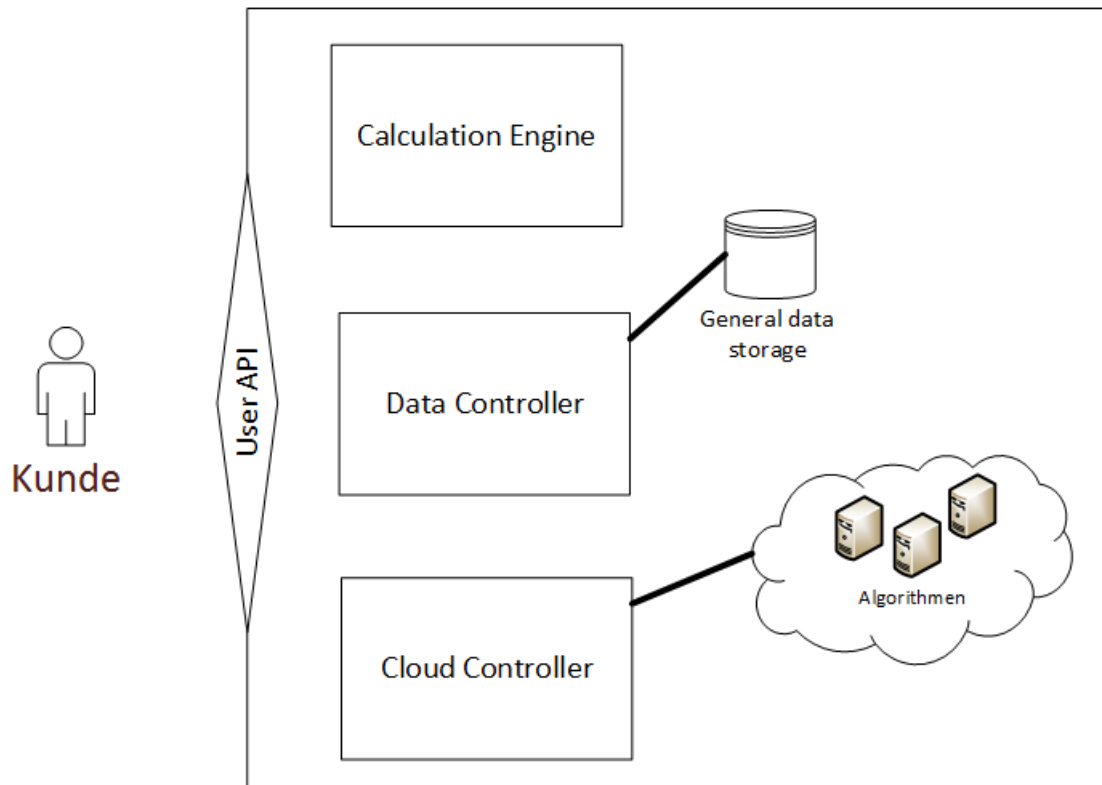 Calculation Engine
General data
storage
User API
Data Controller
Kunde
Algorithmen
Cloud Controller